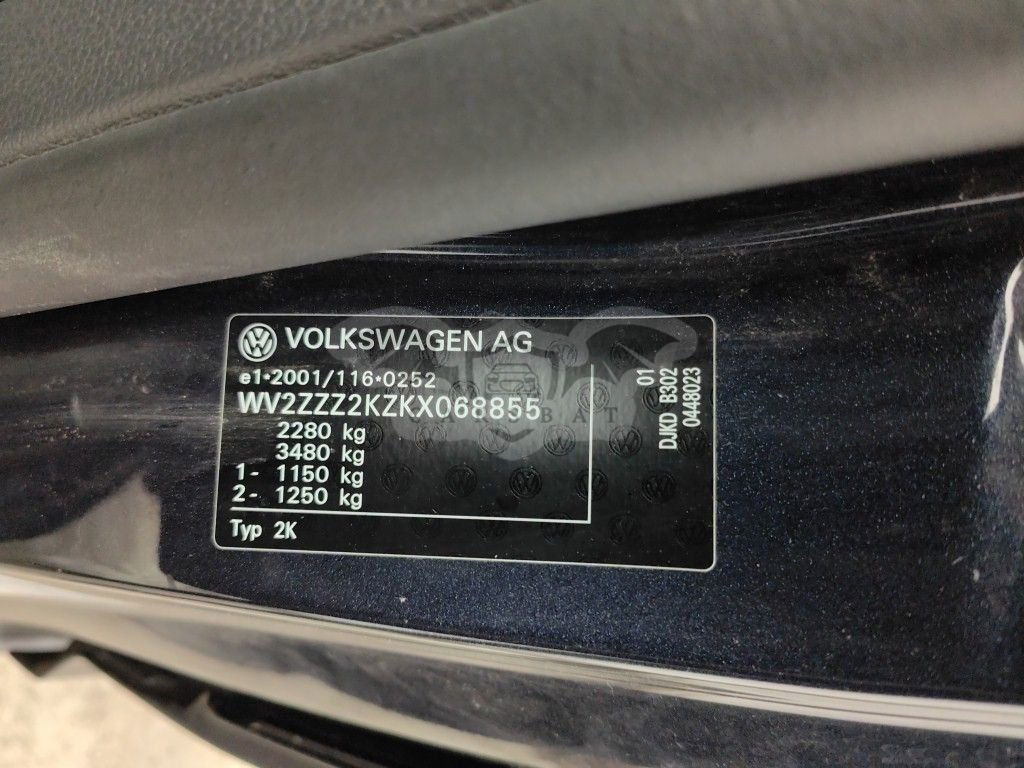 VOLKSWAGEN AG
e1*2001/116*0252
WV2ZZZ2KZKX068855
2280 kg
3480 kg
1- 1150 kg
2- 1250 kg
Typ 2K
01
DJKD B302
0448023
CARSBAT